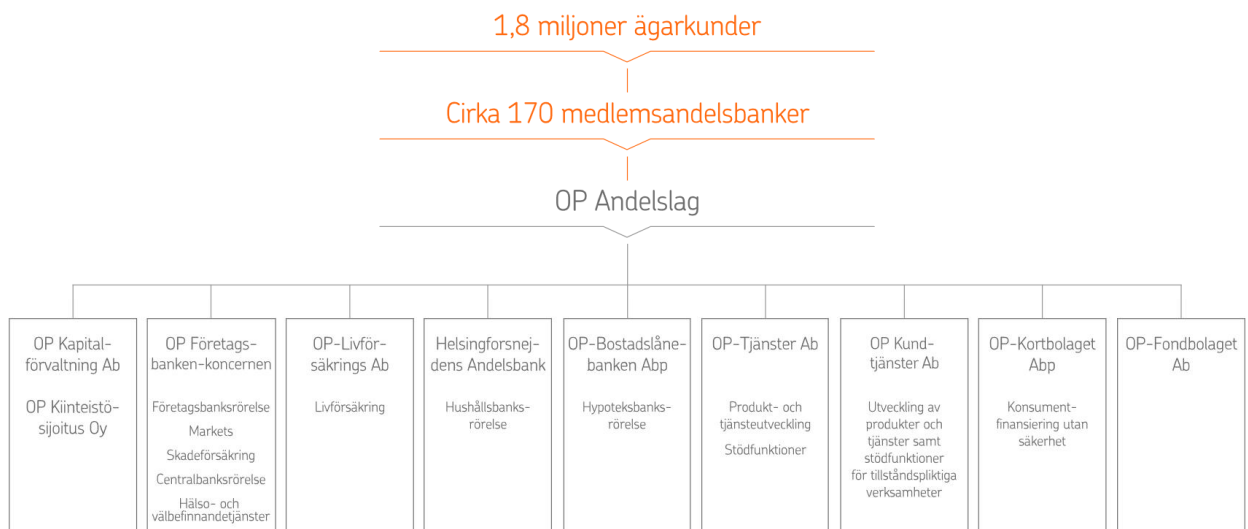 1,8 miljoner ägarkunder
Cirka 170 medlemsandelsbanker
OP Andelslag
OP Kapital-
förvaltning Ab
OP Kiinteistö-
sijoitus Oy
OP Företags-
banken-koncernen
Företagsbanksrörelse
Markets
Skadeförsäkring
Centralbanksrörelse
Hälso- och
välbefinnandetjänster
OP-Livför-
säkrings Ab
Livförsäkring
Helsingforsnej-
dens Andelsbank
Hushållsbanks-
rörelse
OP-Bostadslåne-
banken Abp
Hypoteksbanks-
rörelse
OP-Tjänster Ab
Produkt- och
tjänsteutveckling
Stödfunktioner
OP Kund-
tjänster Ab
Utveckling av
produkter och
tjänster samt
stödfunktioner
för tillståndspliktiga
verksamheter
OP-Kortbolaget
Abp
Konsument-
finansiering utan
säkerhet
OP-Fondbolaget
Ab